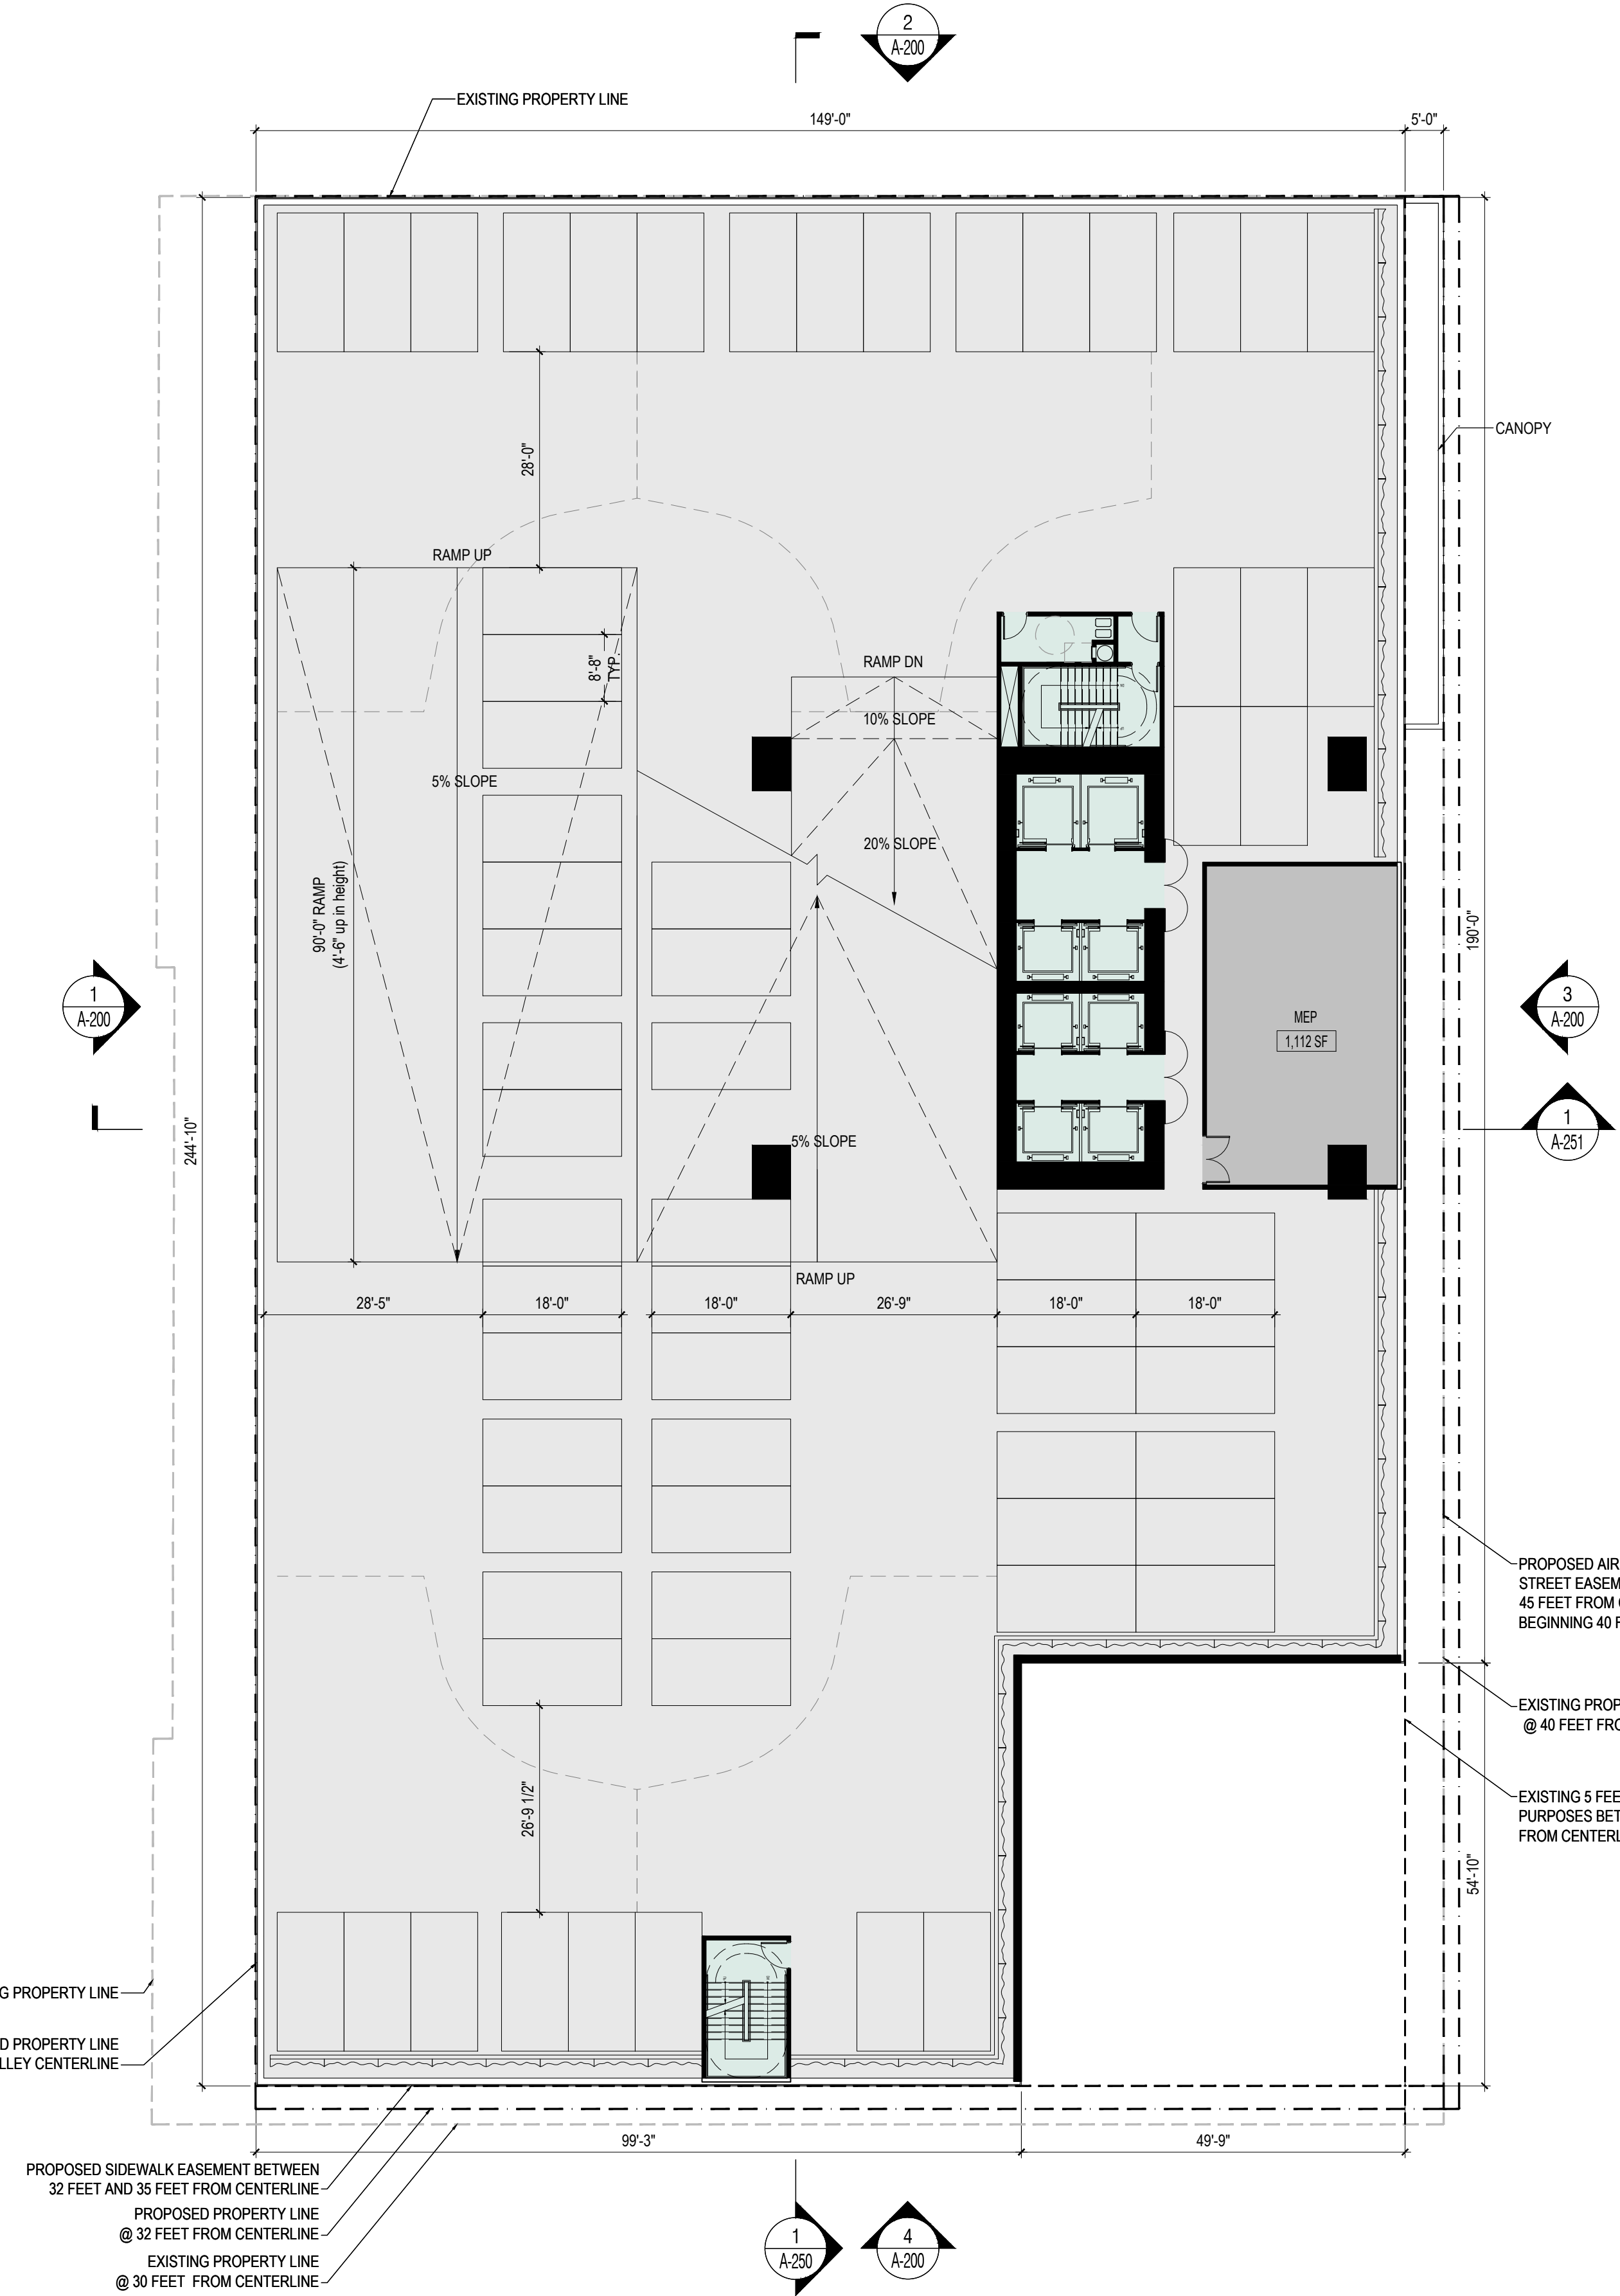 2
A-200
EXISTING PROPERTY LINE
149'-0"
5'-0"
CANOPY
28'-0"
RAMP UP
8'-8"
TYP.
RAMP DN
10% SLOPE
5% SLOPE
20% SLOPE
90'-0" RAMP
(4'-6" up in height)
190'-0"
1
A-200
3
A-200
MEP
1,112 SF
244'-10"
1
A-251
5% SLOPE
RAMP UP
28'-5"
18'-0"
18'-0"
26'-9"
18'-0"
18'-0"
PROPOSED AIR
STREET EASEM
45 FEET FROM
BEGINNING 40 F
EXISTING PROP
@ 40 FEET FRO
EXISTING 5 FEE
PURPOSES BET
FROM CENTERL
26'-9 1/2"
54'-10"
G PROPERTY LINE
D PROPERTY LINE
LLEY CENTERLINE
99'-3"
49'-9"
PROPOSED SIDEWALK EASEMENT BETWEEN
32 FEET AND 35 FEET FROM CENTERLINE
PROPOSED PROPERTY LINE
@ 32 FEET FROM CENTERLINE
EXISTING PROPERTY LINE
@ 30 FEET FROM CENTERLINE
1
A-250
4
A-200